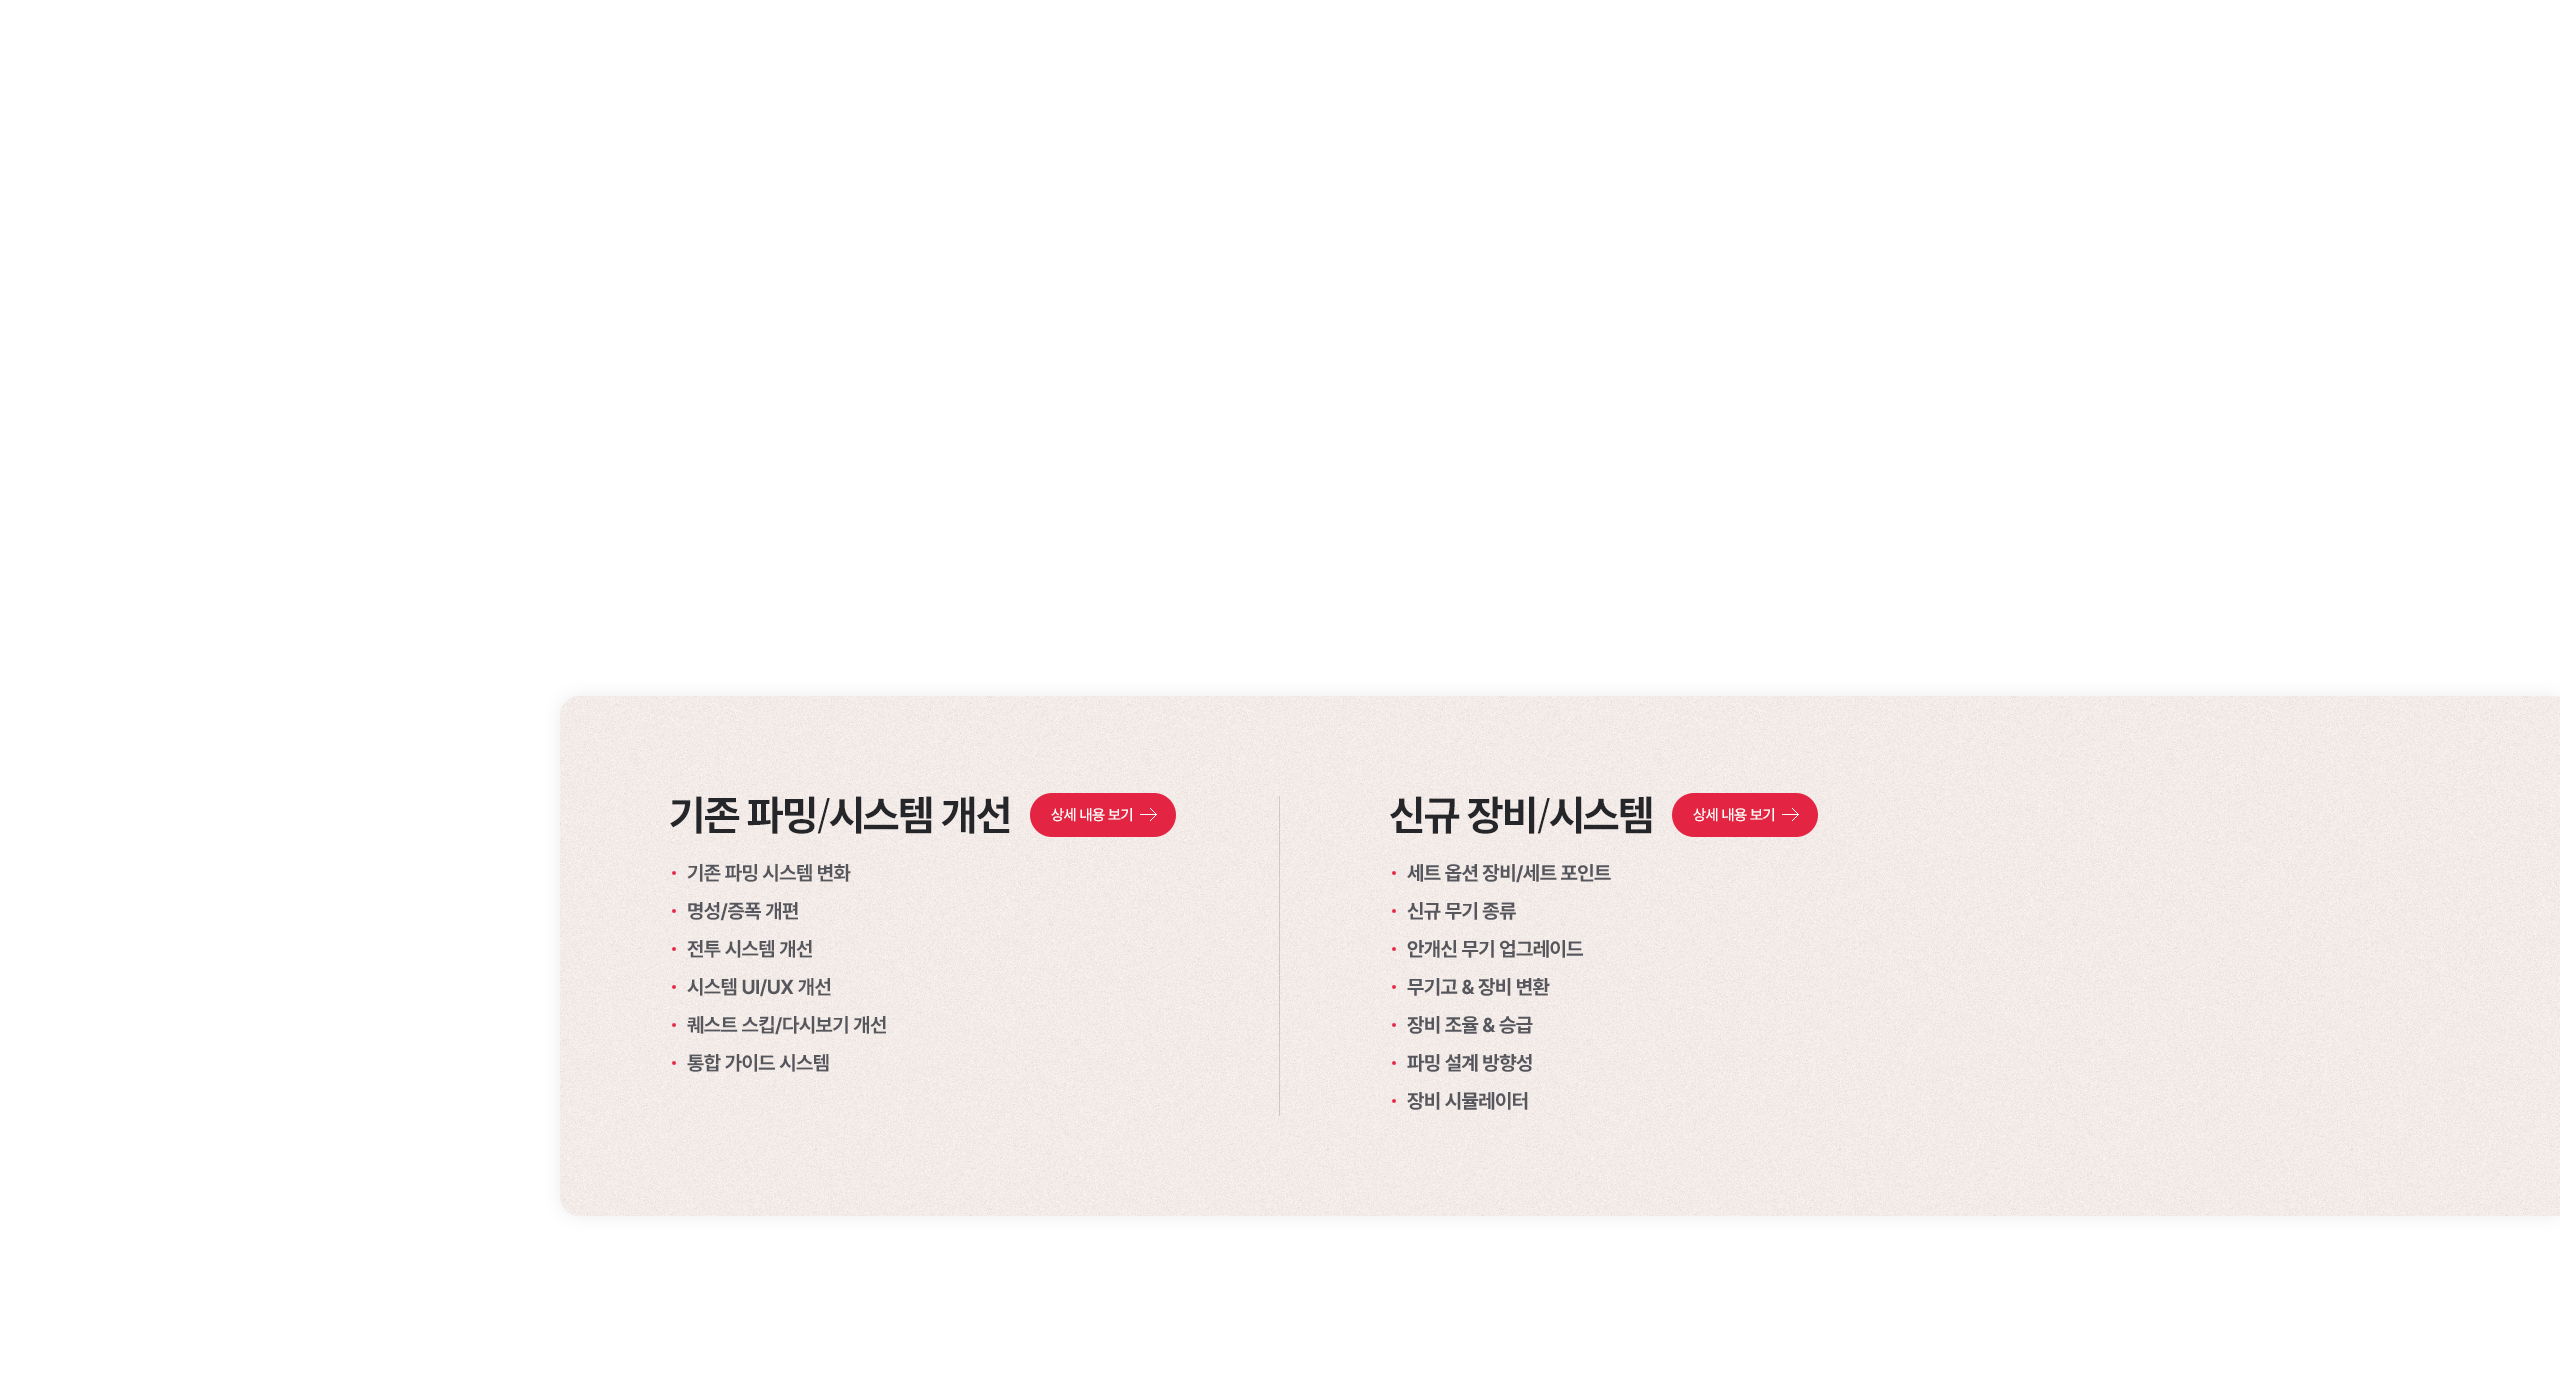 기존 파밍/시스템 개선
상세 내용 보기
기존 파밍 시스템 변화
명성/증폭 개편
전투 시스템 개선
시스템 UI/UX 개선
퀘스트 스킵/다시보기 개선
통합 가이드 시스템
신규 장비/시스템
상세 내용 보기
세트 옵션 장비/세트 포인트
신규 무기 종류
안개신 무기 업그레이드
무기고 & 장비 변환
장비 조율 & 승급
파밍 설계 방향성
장비 시뮬레이터